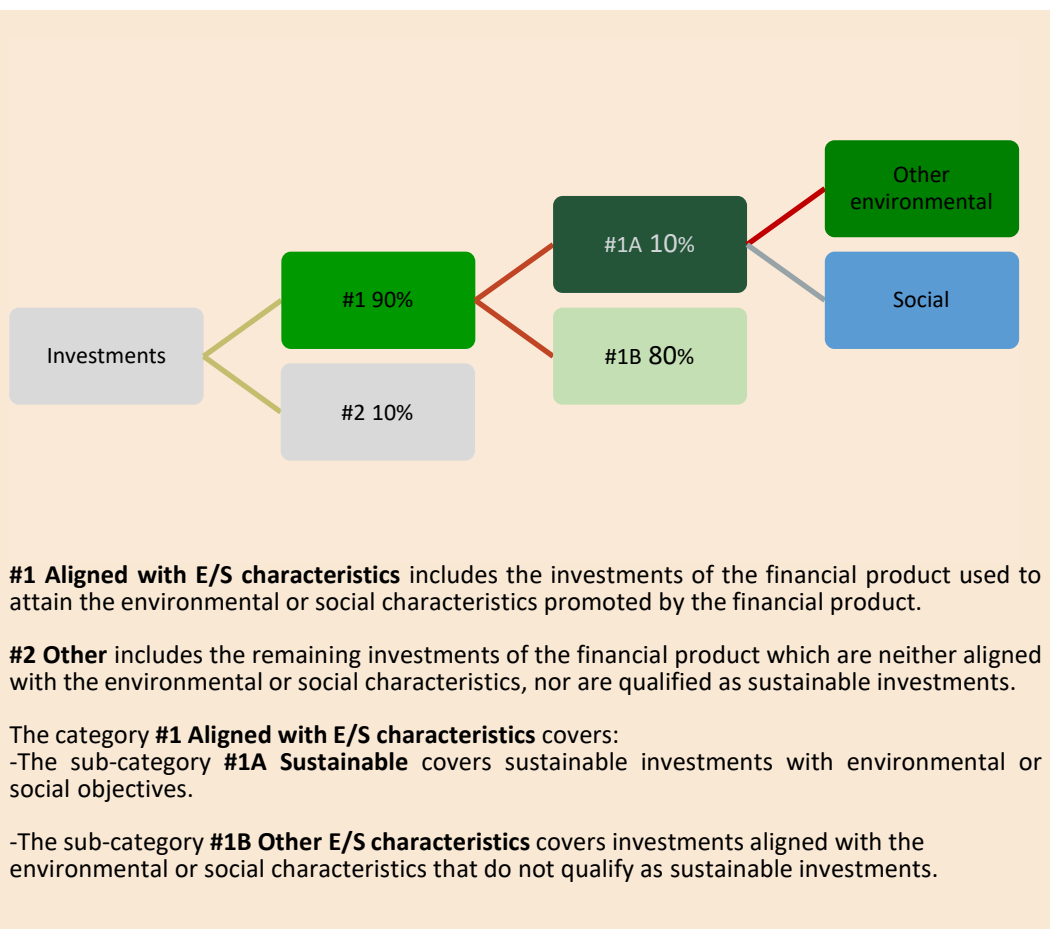 Other
environmental
#1A 10%
#1 90%
Social
Investments
#1B 80%
#2 10%
#1 Aligned with E/S characteristics includes the investments of the financial product used to
attain the environmental or social characteristics promoted by the financial product.
#2 Other includes the remaining investments of the financial product which are neither aligned
with the environmental or social characteristics, nor are qualified as sustainable investments.
The category #1 Aligned with E/S characteristics covers:
-The sub-category #1A Sustainable covers sustainable investments with environmental or
social objectives.
-The sub-category #1B Other E/S characteristics covers investments aligned with the
environmental or social characteristics that do not qualify as sustainable investments.